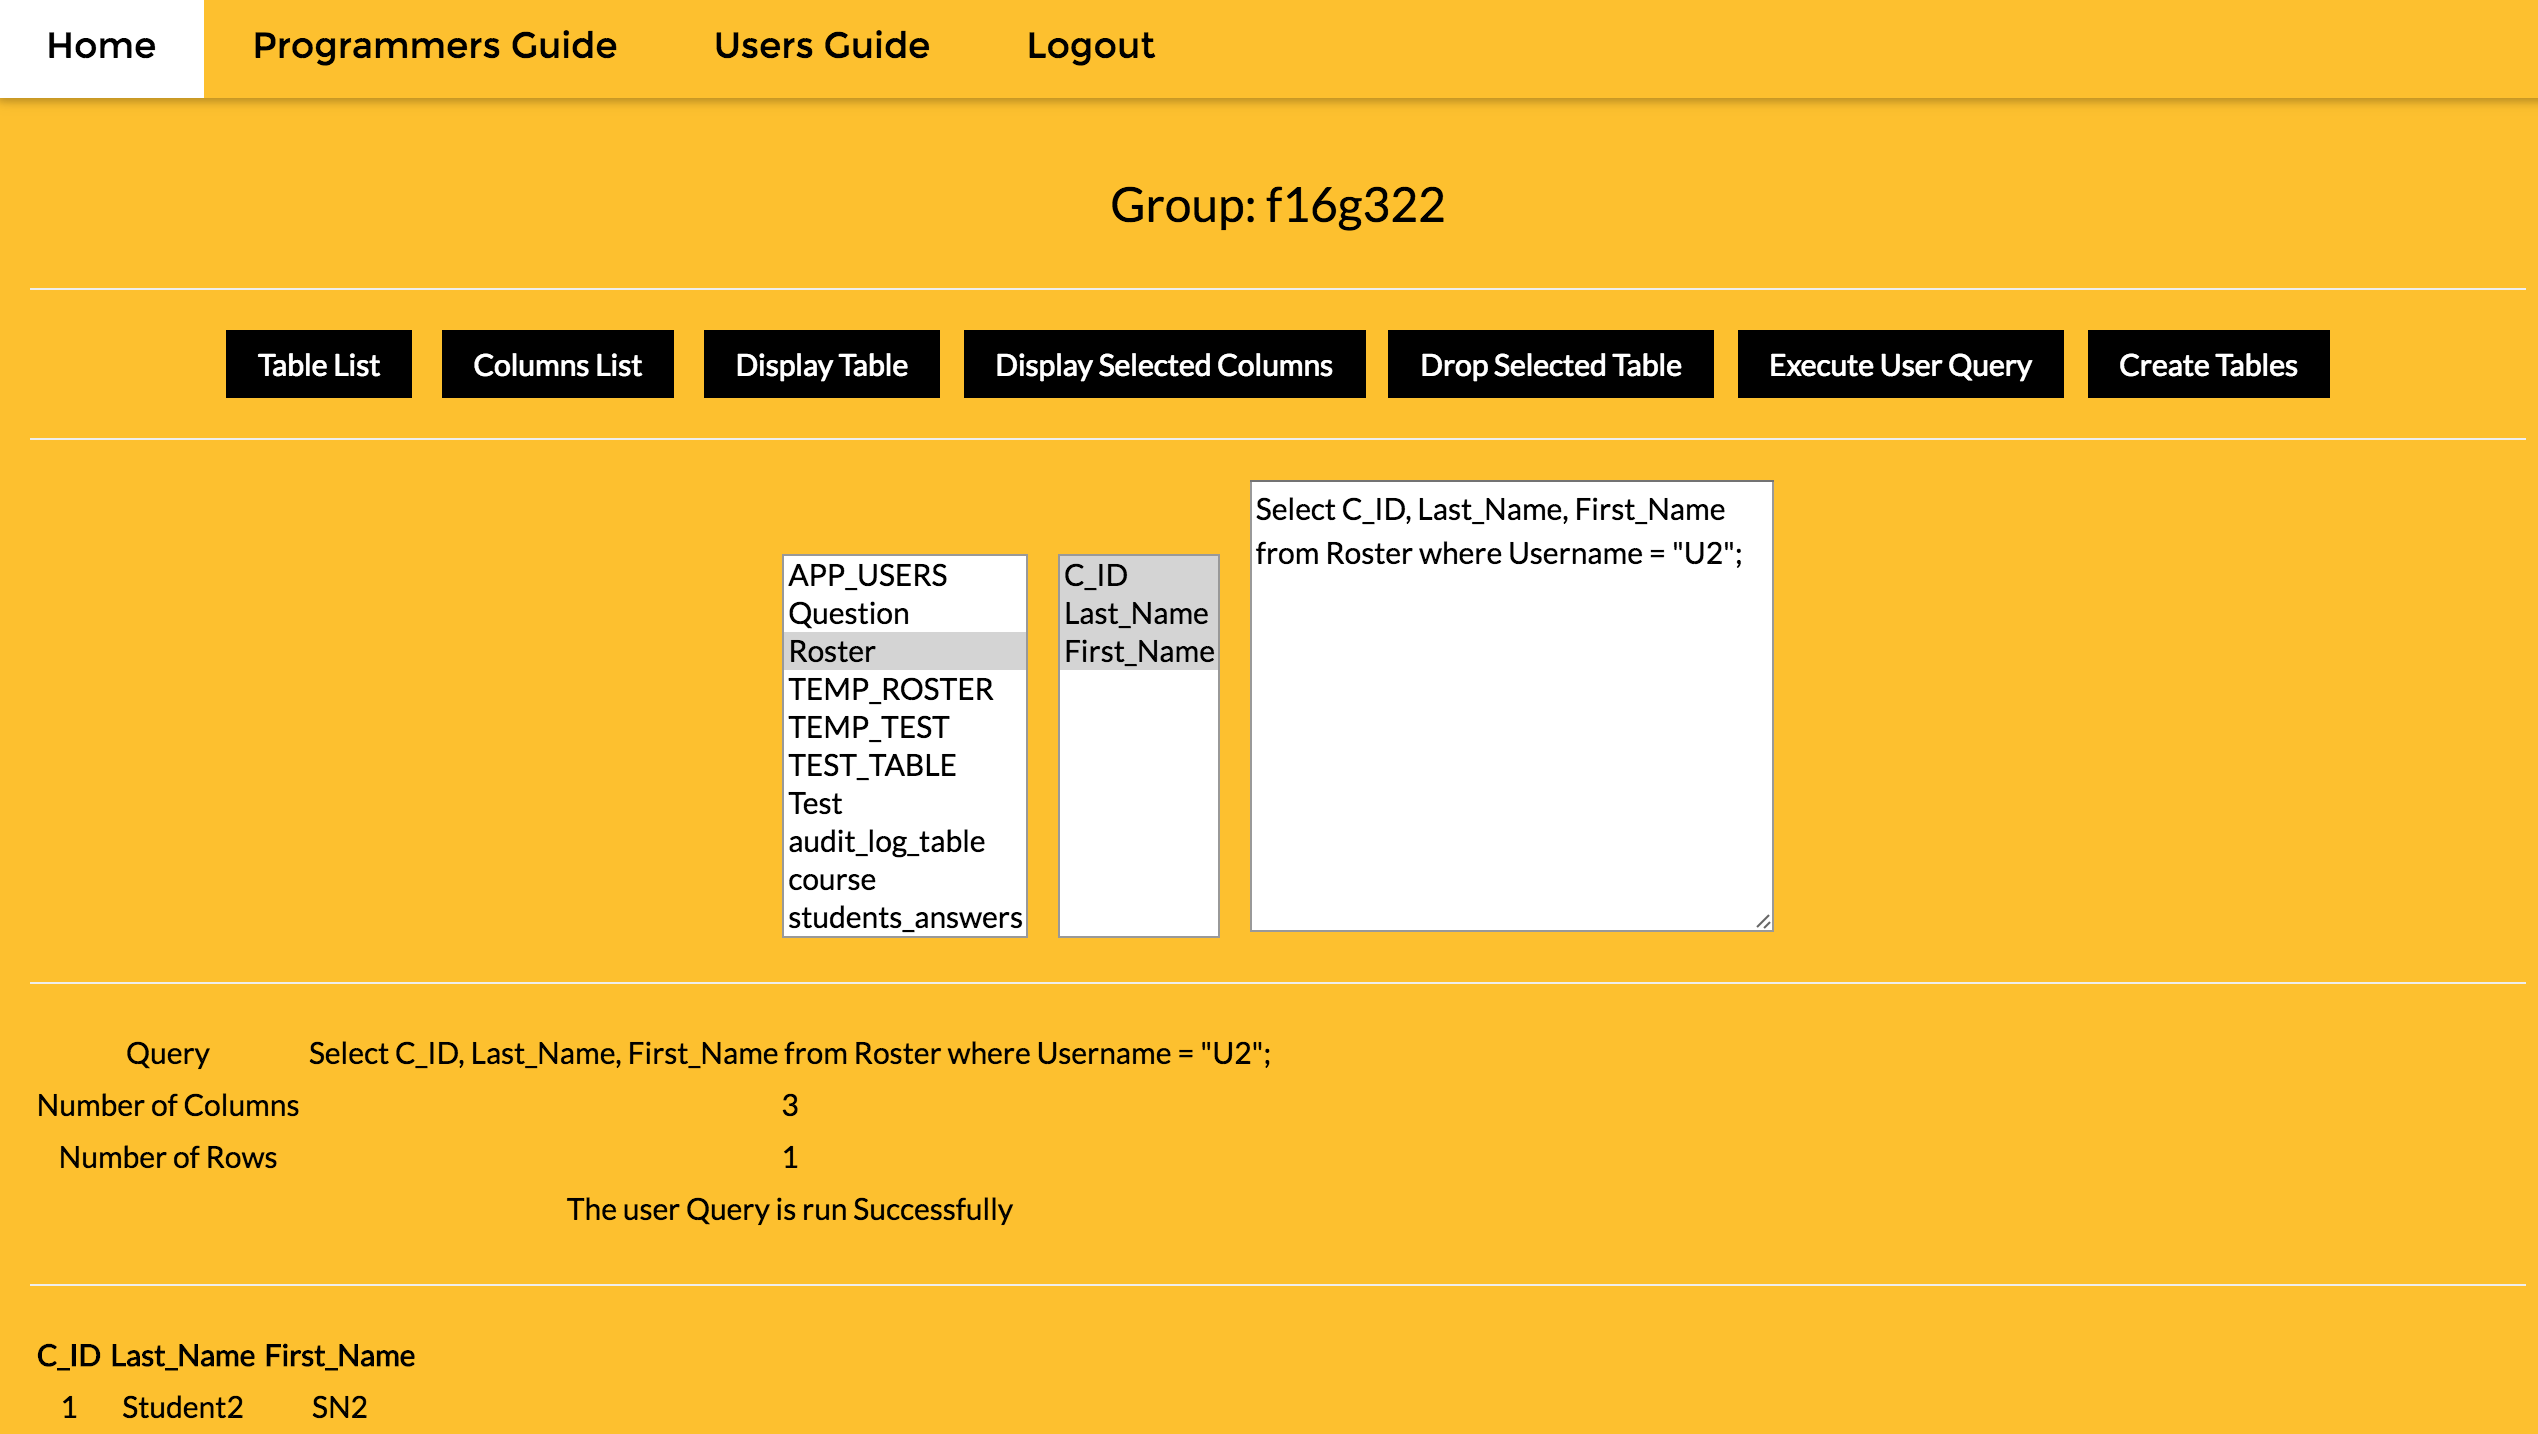 Home Programmers Guide Users Guide Logout
Group: f16g322
Table List Columns List Display Table Display Selected Columns Drop Selected Table Execute User Query Create Tables
APP_USERS
Question
Roster
TEMP_ROSTER
TEMP_TEST
TEST_TABLE
Test
audit_log_table
course
students_answers
C_ID
Last_Name
First_Name
Select C_ID, Last_Name, First_Name
from Roster where Username = "U2";
Query Select C_ID, Last_Name, First_Name from Roster where Username = "U2";
Number of Columns 3
Number of Rows 1
The user Query is run Successfully
C_ID Last_Name First_Name
1 Student2 SN2